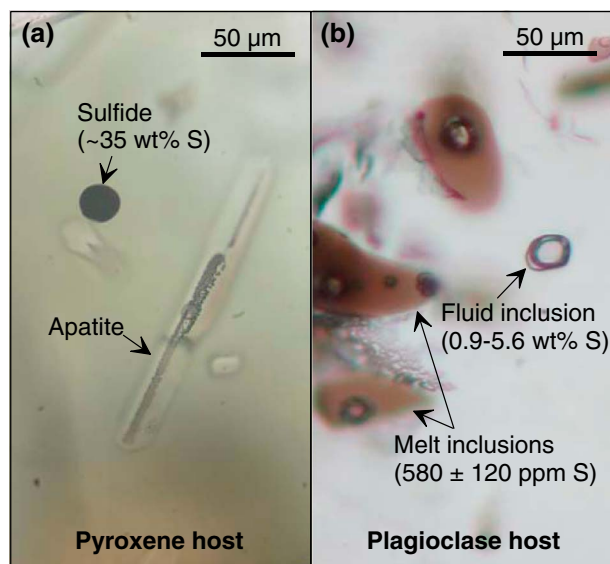 (a)
50 µm
Sulfide
(~35 wt% S)
Apatite
Pyroxene host
(b)
50 µm
Fluid inclusion
(0.9-5.6 wt% S)
Melt inclusions
(580 ± 120 ppm S)
Plagioclase host